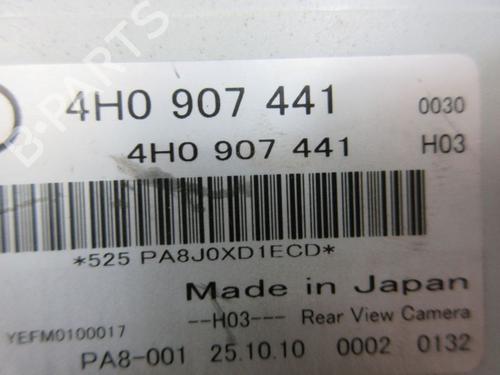 4H0 907 441 0030
4H0 907 441 H03
*525 PA8J0XD1ECD*
Made in Japan
YEFM0100017 --H03--- Rear View Camera
PA8-001 25.10.10 0002 0132
B-PARTS